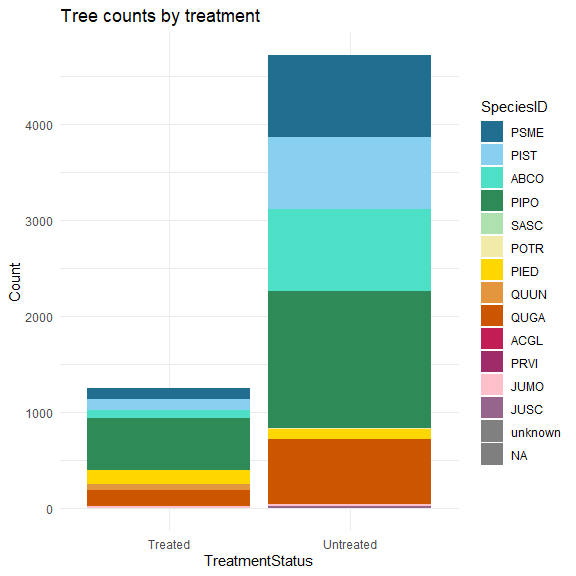 Tree counts by treatment
Count
4000
3000
2000
1000
0
Treated
Untreated
TreatmentStatus
SpeciesID
PSME
PIST
ABCO
PIPO
SASC
POTR
PIED
QUUN
QUGA
ACGL
PRVI
JUMO
JUSC
unknown
NA